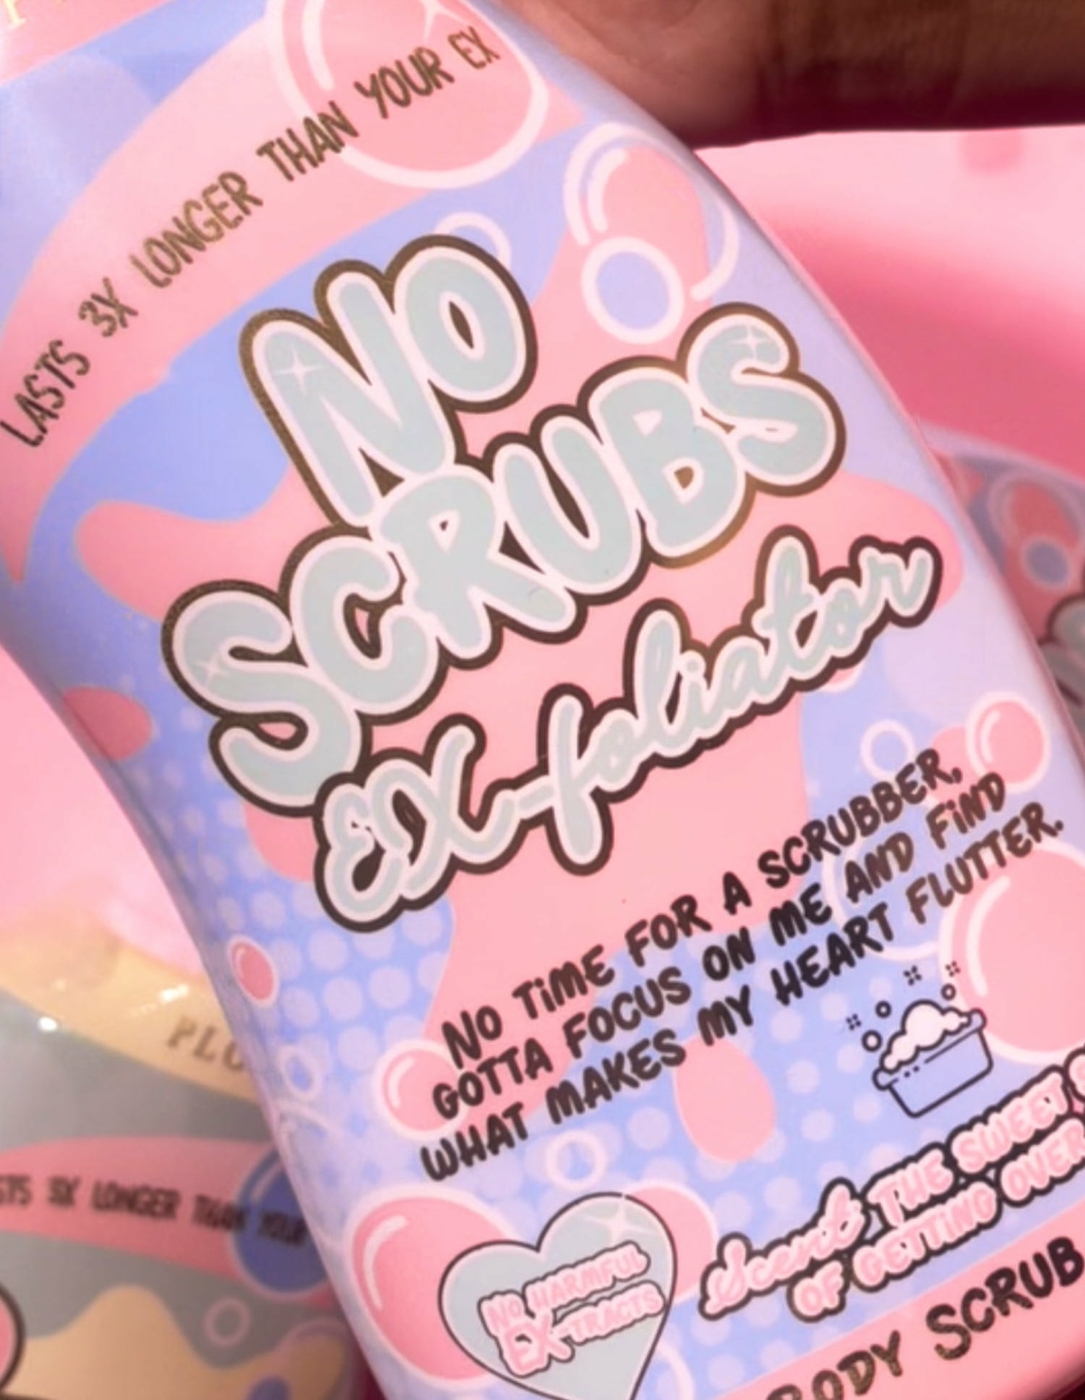 LASTS 3X LONGER THAN YOUR EX
NO
SCRUBS
EX-foliator
NO TiME FOR A SCRUBBER,
GOTTA FOCUS ON ME AND FiND
WHAT MAKES MY HEART FLUTTER.
Scent THE SWEET
OF GETTiNG OVER
NO HARMFUL
EX-TRACTS
BODY SCRUB
3X LONGER THAN YOUR